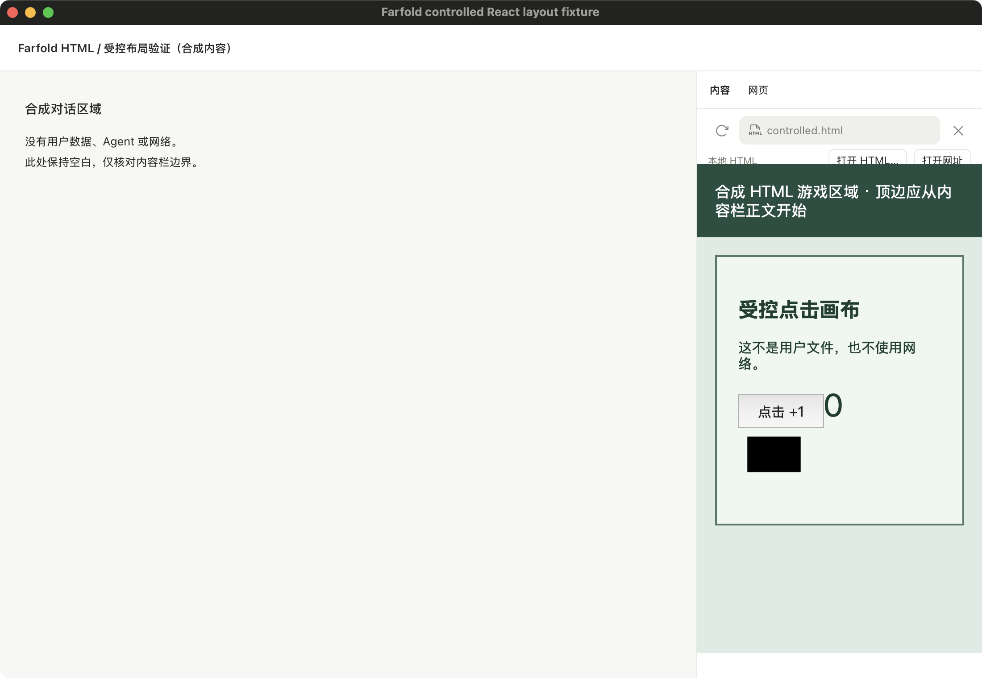 Farfold controlled React layout fixture
Farfold HTML / 受控布局验证（合成内容）
合成对话区域
没有用户数据、Agent 或网络。
此处保持空白，仅核对内容栏边界。
内容 网页
HTML controlled.html
本地 HTML 打开 HTML... 打开网址
合成 HTML 游戏区域 · 顶边应从内
容栏正文开始
受控点击画布
这不是用户文件，也不使用网
络。
点击 +1 0